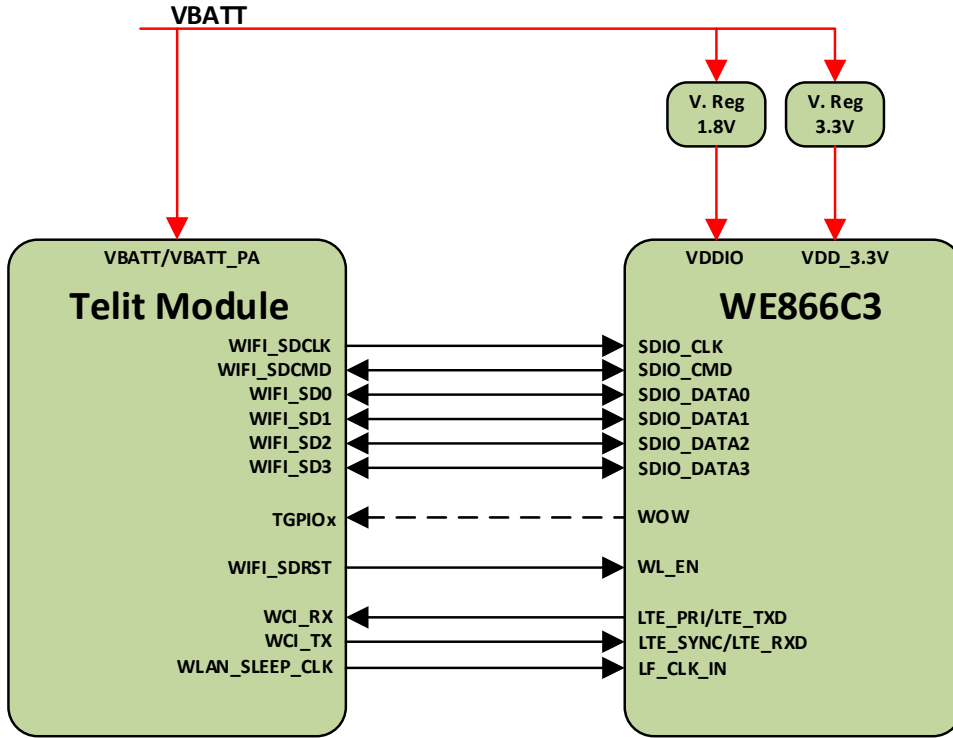 VBATT
V. Reg
1.8V
V. Reg
3.3V
VBATT/VBATT_PA
VDDIO
VDD_3.3V
Telit Module
WE866C3
WIFI_SDCLK
SDIO_CLK
WIFI_SDCMD
SDIO_CMD
WIFI_SD0
SDIO_DATA0
WIFI_SD1
SDIO_DATA1
WIFI_SD2
SDIO_DATA2
WIFI_SD3
SDIO_DATA3
TGPIOx
WOW
WIFI_SDRST
WL_EN
WCI_RX
LTE_PRI/LTE_TXD
WCI_TX
LTE_SYNC/LTE_RXD
WLAN_SLEEP_CLK
LF_CLK_IN